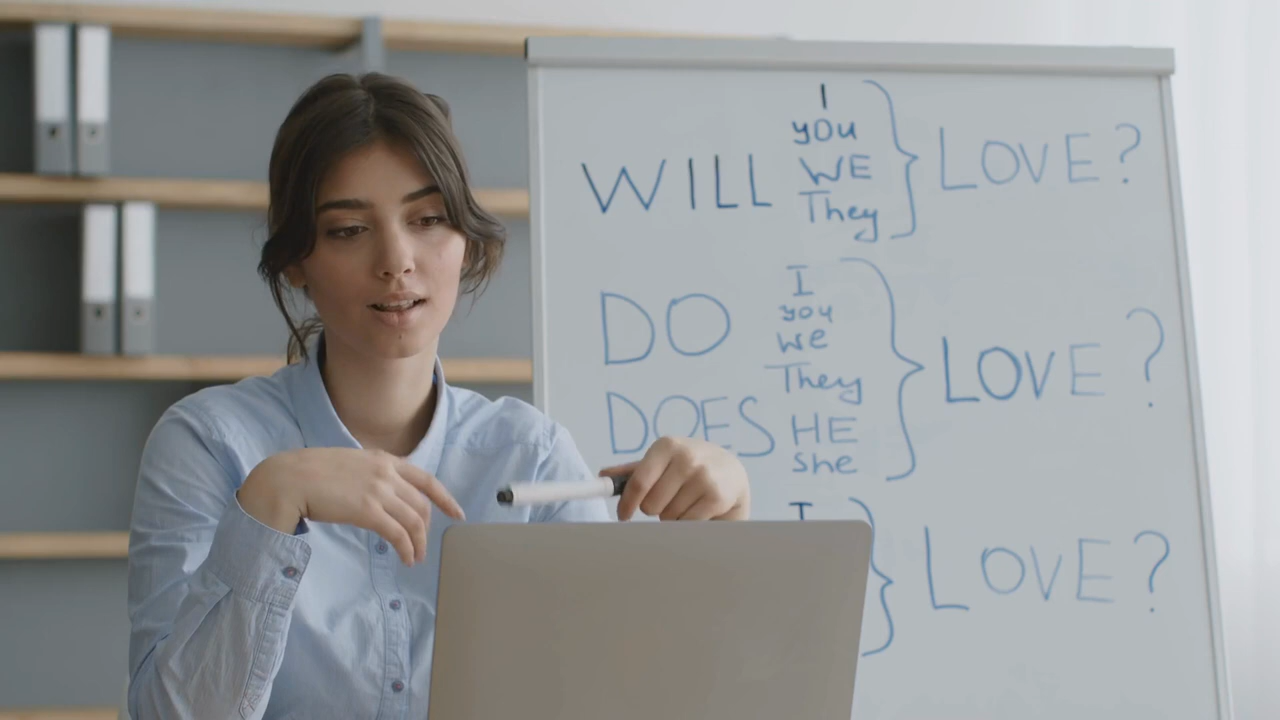 I
you
WILL WE LOVE ?
They
I
you
DO we LOVE ?
They
DOES HE
she
I
LOVE ?